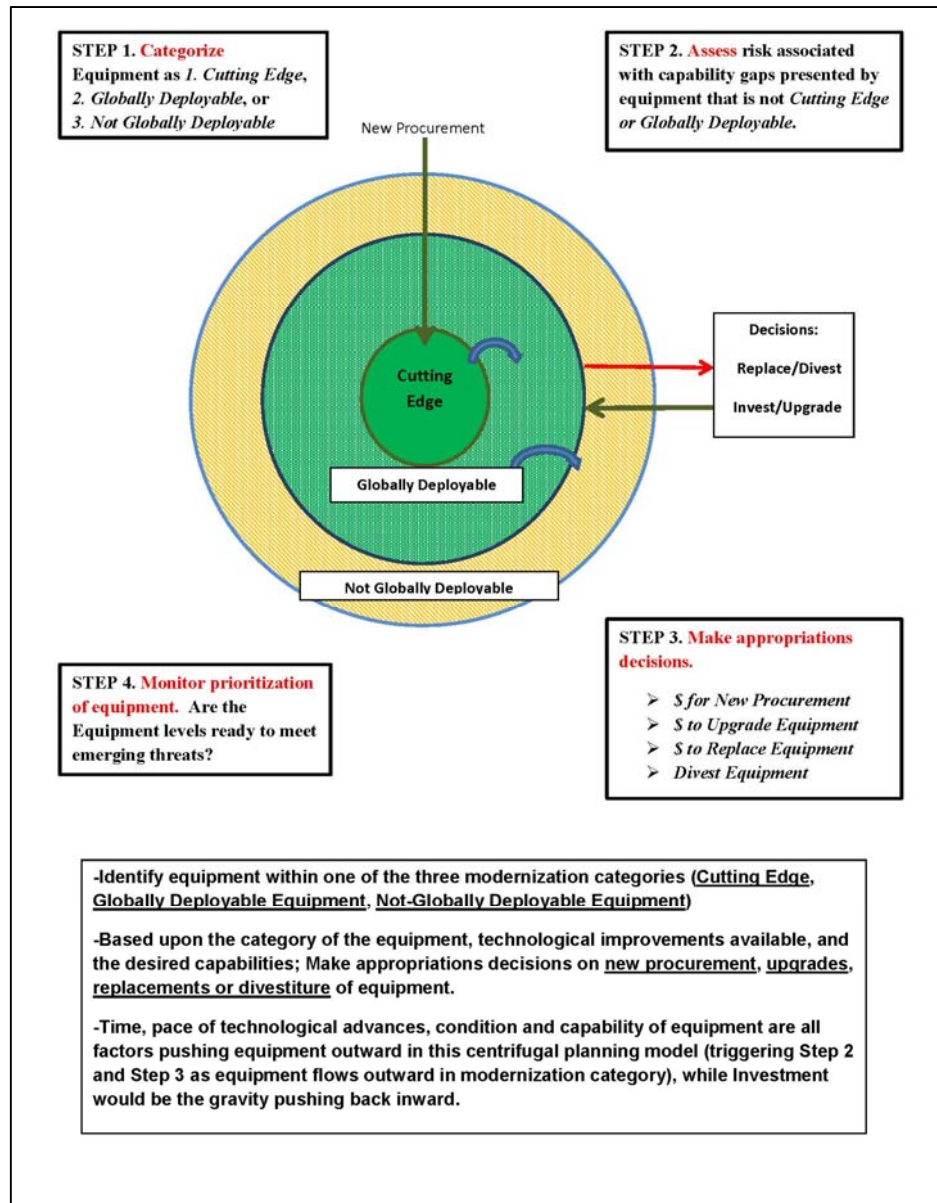 STEP 1. Categorize
Equipment as 1. Cutting Edge,
2. Globally Deployable, or
3. Not Globally Deployable
STEP 2. Assess risk associated
with capability gaps presented by
equipment that is not Cutting Edge
or Globally Deployable.
New Procurement
Cutting
Edge
Globally Deployable
Not Globally Deployable
Decisions:
Replace/Divest
Invest/Upgrade
STEP 4. Monitor prioritization
of equipment. Are the
Equipment levels ready to meet
emerging threats?
STEP 3. Make appropriations
decisions.
➢ $ for New Procurement
➢ $ to Upgrade Equipment
➢ $ to Replace Equipment
➢ Divest Equipment
-Identify equipment within one of the three modernization categories (Cutting Edge,
Globally Deployable Equipment, Not-Globally Deployable Equipment)
-Based upon the category of the equipment, technological improvements available, and
the desired capabilities; Make appropriations decisions on new procurement, upgrades,
replacements or divestiture of equipment.
-Time, pace of technological advances, condition and capability of equipment are all
factors pushing equipment outward in this centrifugal planning model (triggering Step 2
and Step 3 as equipment flows outward in modernization category), while Investment
would be the gravity pushing back inward.